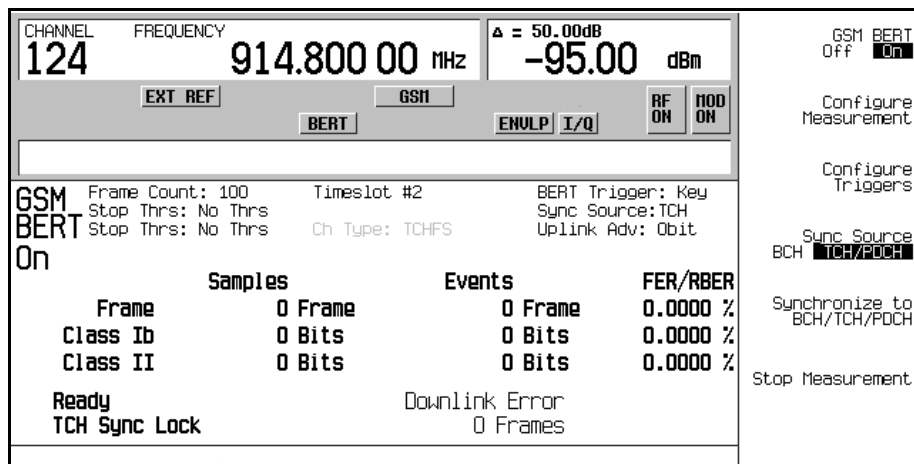 CHANNEL FREQUENCY Δ = 50.00dB
124 914.800 00 MHz -95.00 dBm
EXT REF GSM RF ON MOD ON
BERT ENVLP I/Q
GSM BERT On
Frame Count: 100 Timeslot #2 BERT Trigger: Key
Stop Thrs: No Thrs Sync Source:TCH
Stop Thrs: No Thrs Ch Type: TCHFS Uplink Adv: 0bit
Samples Events FER/RBER
Frame 0 Frame 0 Frame 0.0000 %
Class Ib 0 Bits 0 Bits 0.0000 %
Class II 0 Bits 0 Bits 0.0000 %
Ready Downlink Error
TCH Sync Lock 0 Frames
GSM BERT
Off On
Configure
Measurement
Configure
Triggers
Sync Source
BCH TCH/PDCH
Synchronize to
BCH/TCH/PDCH
Stop Measurement